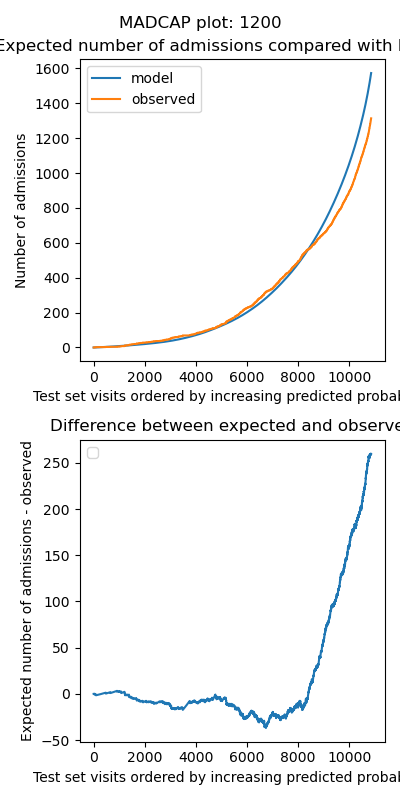 MADCAP plot: 1200
Expected number of admissions compared with
1600
1400
1200
1000
800
600
400
200
0
Number of admissions
model
observed
0 2000 4000 6000 8000 10000
Test set visits ordered by increasing predicted probab
Difference between expected and observe
250
200
150
100
50
0
−50
Expected number of admissions - observed
0 2000 4000 6000 8000 10000
Test set visits ordered by increasing predicted probab